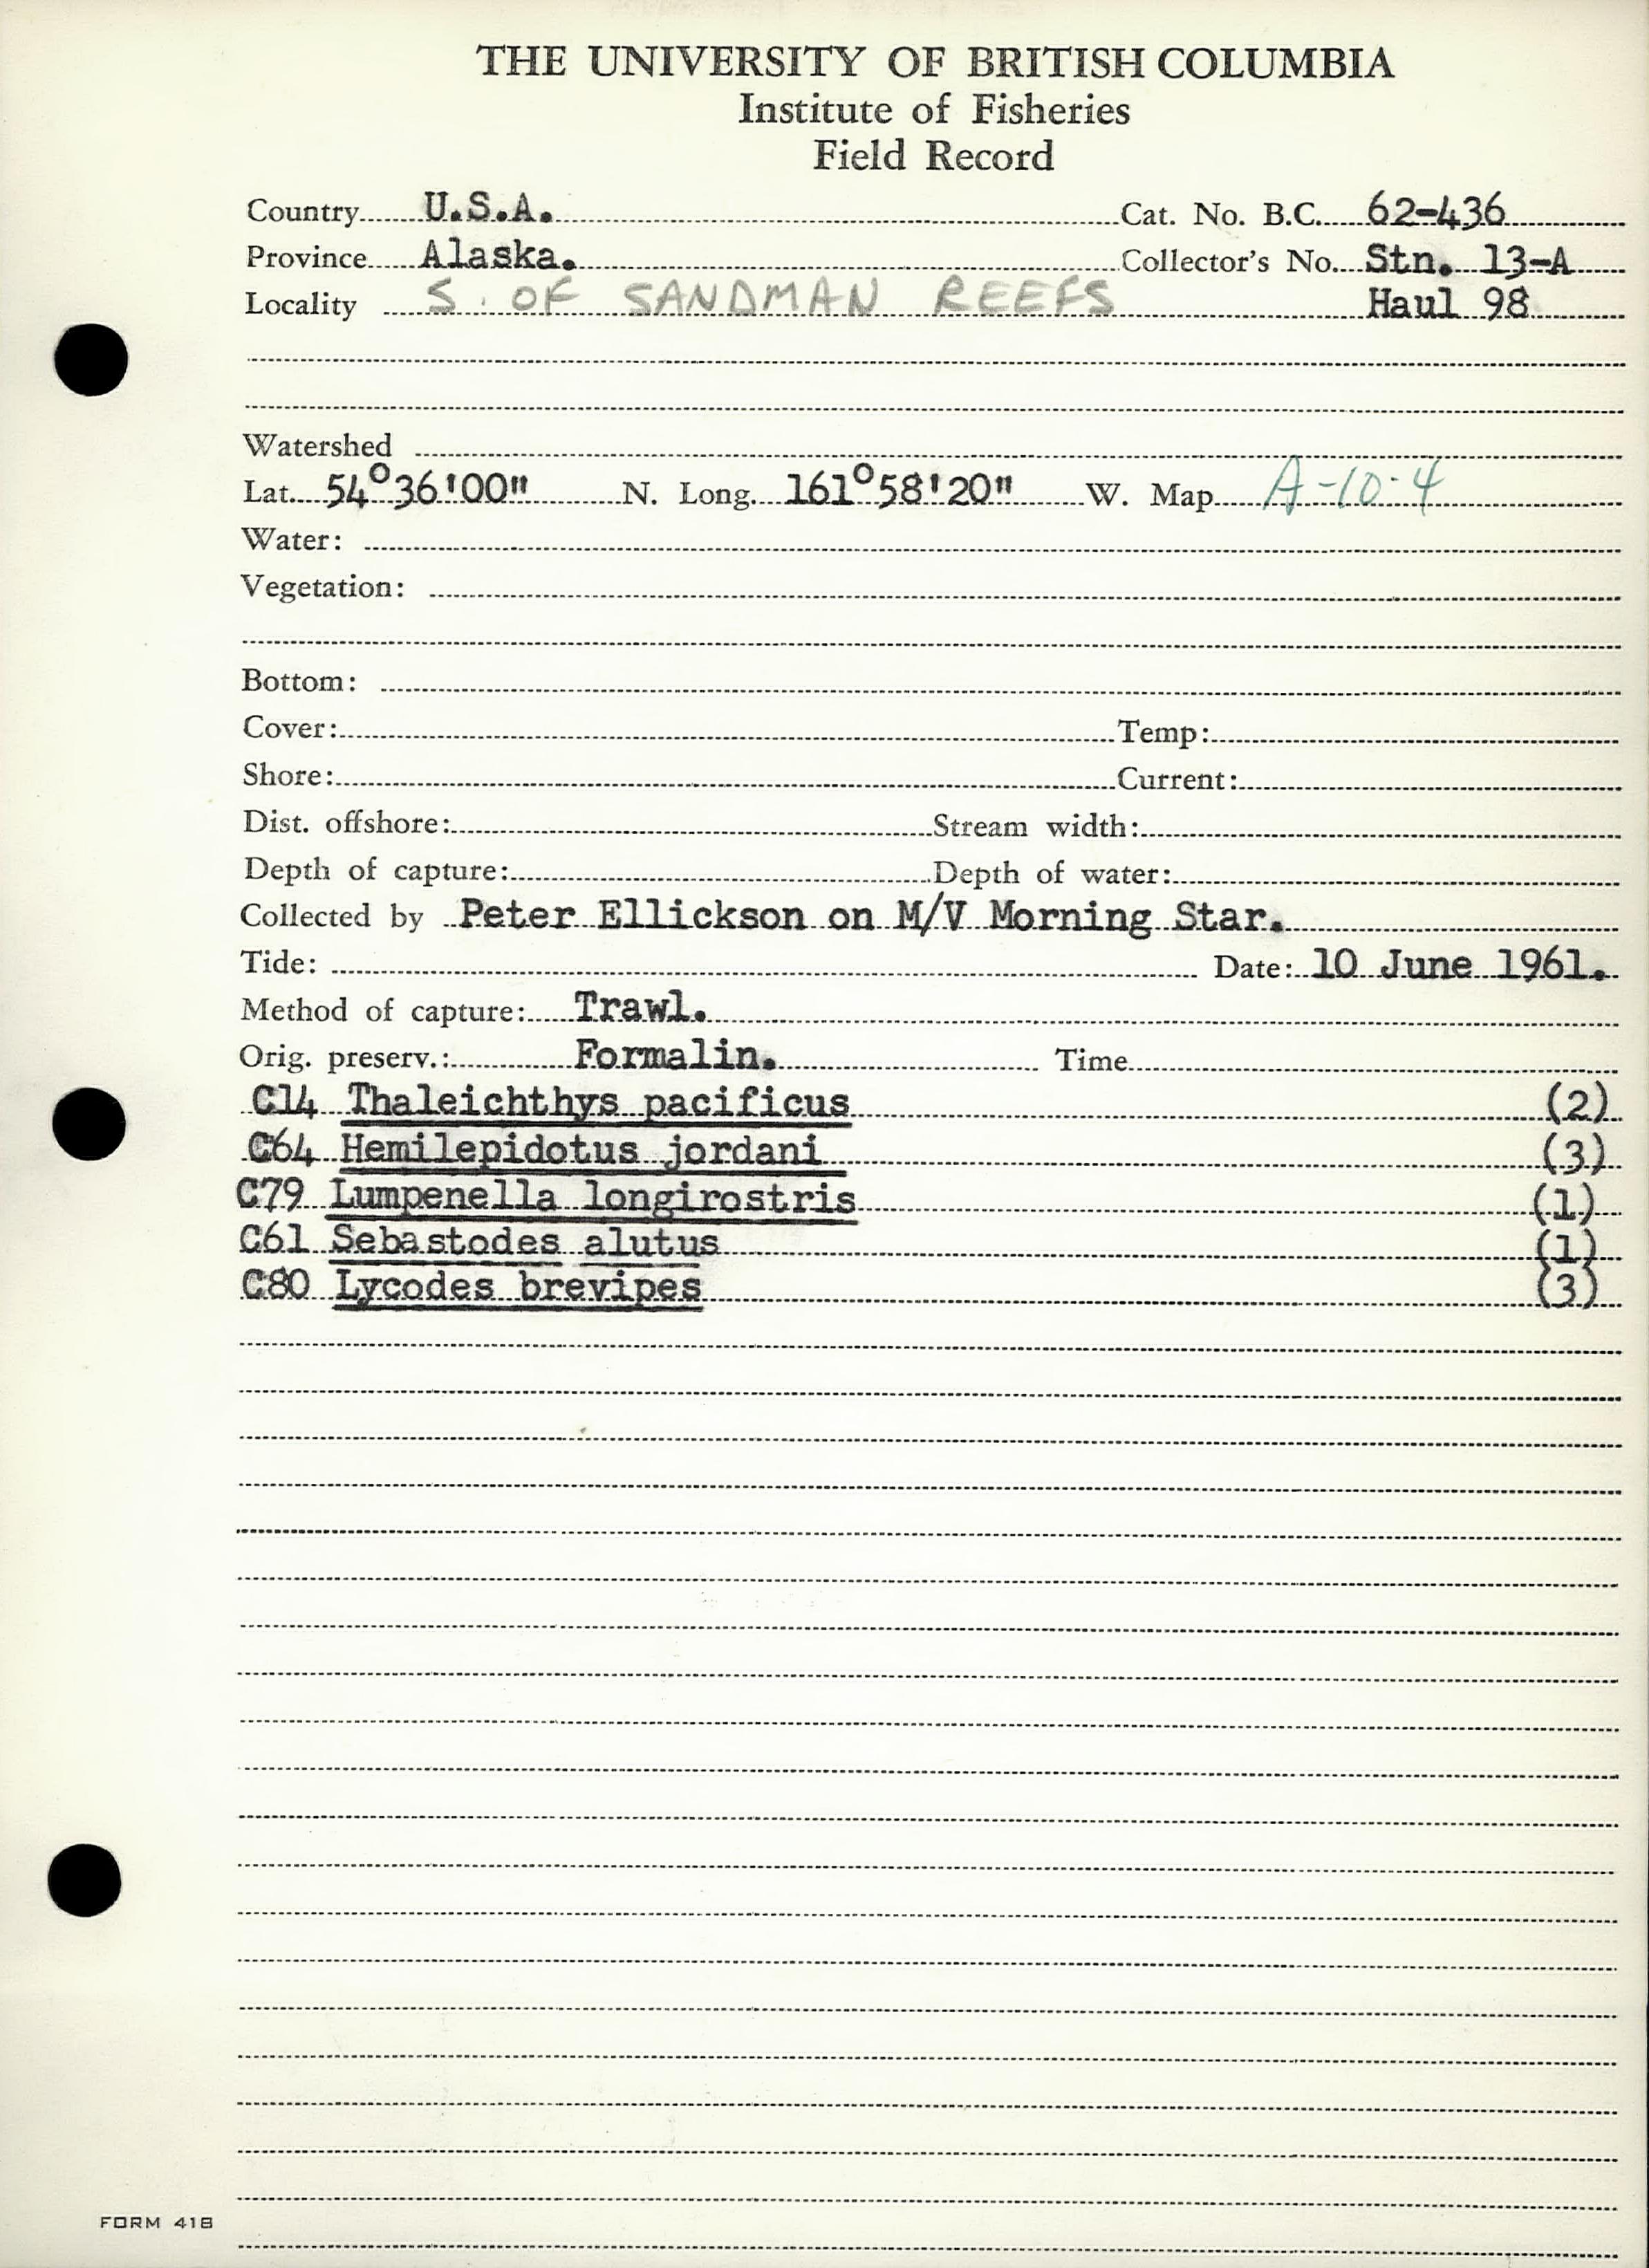 THE UNIVERSITY OF BRITISH COLUMBIA
Institute of Fisheries
Field Record
Country U.S.A. Cat. No. B.C. 62-436
Province Alaska. Collector's No. Stn. 13-A
Locality S. OF SANDMAN REEFS Haul 98
Watershed
Lat. 54°36'00" N. Long. 161°58'20" W. Map A-10-4
Water:
Vegetation:
Bottom:
Cover: Temp:
Shore: Current:
Dist. offshore: Stream width:
Depth of capture: Depth of water:
Collected by Peter Ellickson on M/V Morning Star.
Tide: Date: 10 June 1961.
Method of capture: Trawl.
Orig. preserv.: Formalin. Time
C14 Thaleichthys pacificus (2)
C64 Hemilepidotus jordani (3)
C79 Lumpenella longirostris (1)
C61 Sebastodes alutus (1)
C80 Lycodes brevipes (3)
FORM 41B